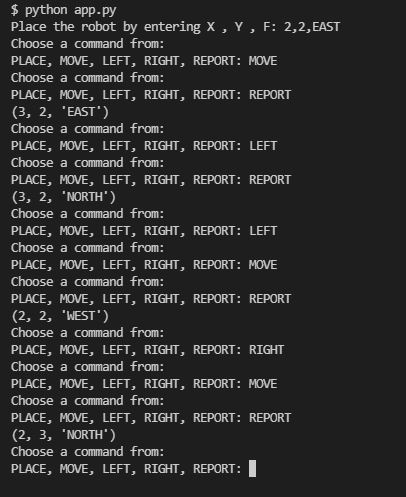 $ python app.py
Place the robot by entering X , Y , F: 2,2,EAST
Choose a command from:
PLACE, MOVE, LEFT, RIGHT, REPORT: MOVE
Choose a command from:
PLACE, MOVE, LEFT, RIGHT, REPORT: REPORT
(3, 2, 'EAST')
Choose a command from:
PLACE, MOVE, LEFT, RIGHT, REPORT: LEFT
Choose a command from:
PLACE, MOVE, LEFT, RIGHT, REPORT: REPORT
(3, 2, 'NORTH')
Choose a command from:
PLACE, MOVE, LEFT, RIGHT, REPORT: LEFT
Choose a command from:
PLACE, MOVE, LEFT, RIGHT, REPORT: MOVE
Choose a command from:
PLACE, MOVE, LEFT, RIGHT, REPORT: REPORT
(2, 2, 'WEST')
Choose a command from:
PLACE, MOVE, LEFT, RIGHT, REPORT: RIGHT
Choose a command from:
PLACE, MOVE, LEFT, RIGHT, REPORT: MOVE
Choose a command from:
PLACE, MOVE, LEFT, RIGHT, REPORT: REPORT
(2, 3, 'NORTH')
Choose a command from:
PLACE, MOVE, LEFT, RIGHT, REPORT: